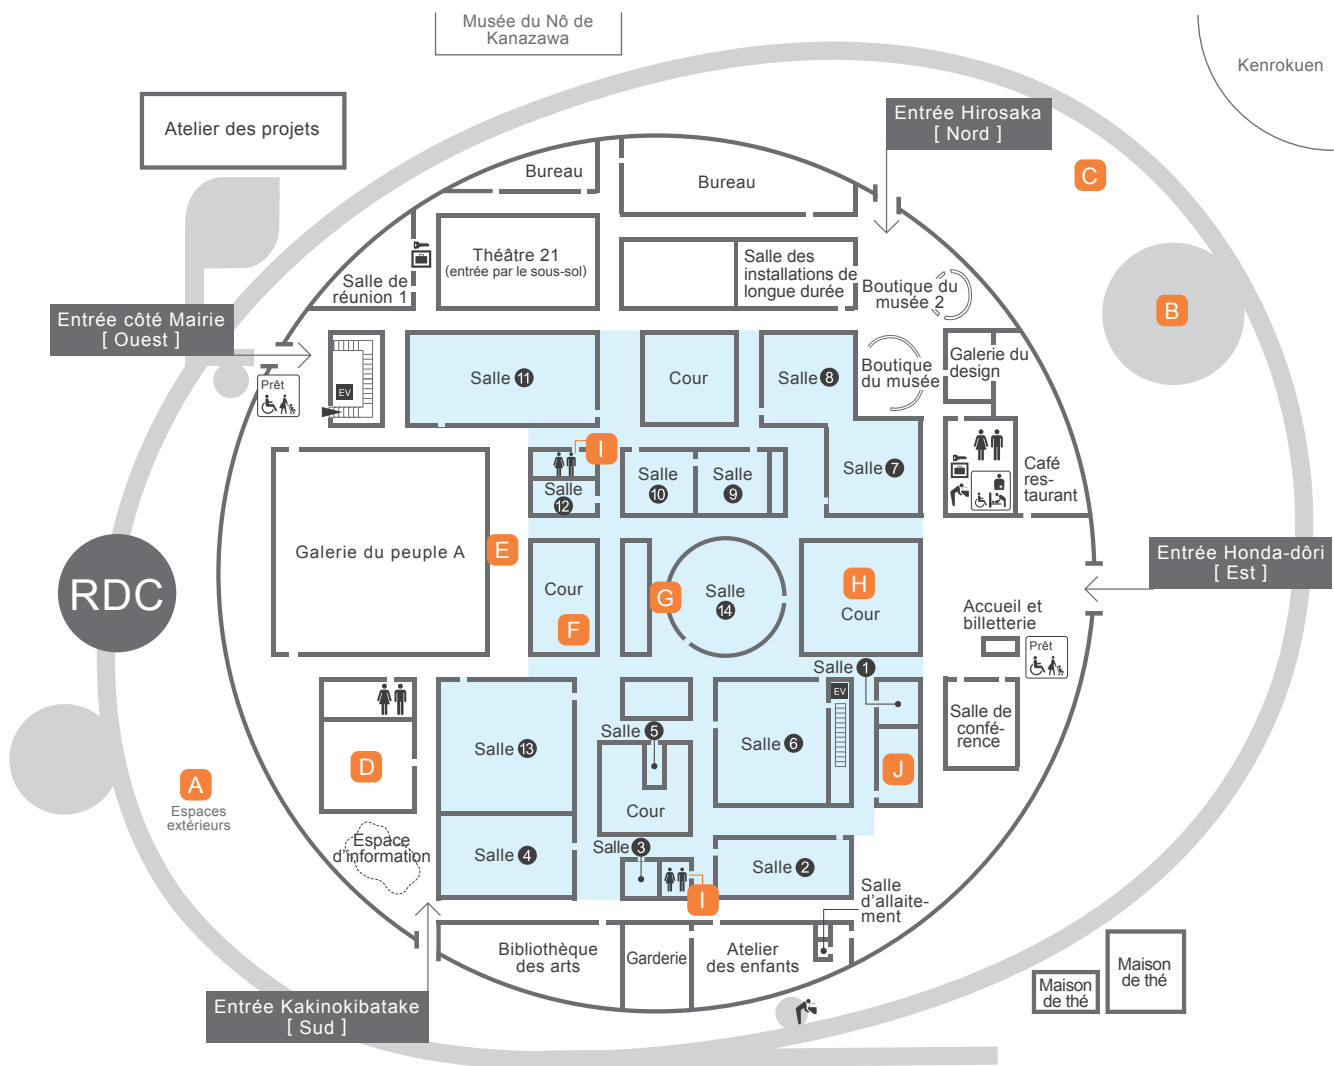 Musée du Nô de
Kanazawa
Kenrokuen
Atelier des projets
Entrée Hirosaka
[ Nord ]
C
Bureau
Bureau
Théâtre 21
(entrée par le sous-sol)
Salle de
réunion 1
Salle des
installations de
longue durée
Boutique du
musée 2
B
Entrée côté Mairie
[ Ouest ]
Prêt
EV
Salle 11
Cour
Salle 8
Boutique
du musée
Galerie du
design
I
Salle
12
Salle
10
Salle
9
Salle 7
Café
res-
taurant
Galerie du peuple A
E
RDC
Cour
F
G
Salle
14
H
Cour
Entrée Honda-dôri
[ Est ]
Accueil et
billetterie
Prêt
Salle 1
EV
Salle 13
Salle 5
Salle 6
Salle de
confé-
rence
D
J
A
Espaces
extérieurs
Cour
Espace
d'information
Salle 4
Salle 3
Salle 2
I
Salle
d'allaite-
ment
Bibliothèque
des arts
Garderie
Atelier
des enfants
Maison
de thé
Maison
de thé
Entrée Kakinokibatake
[ Sud ]